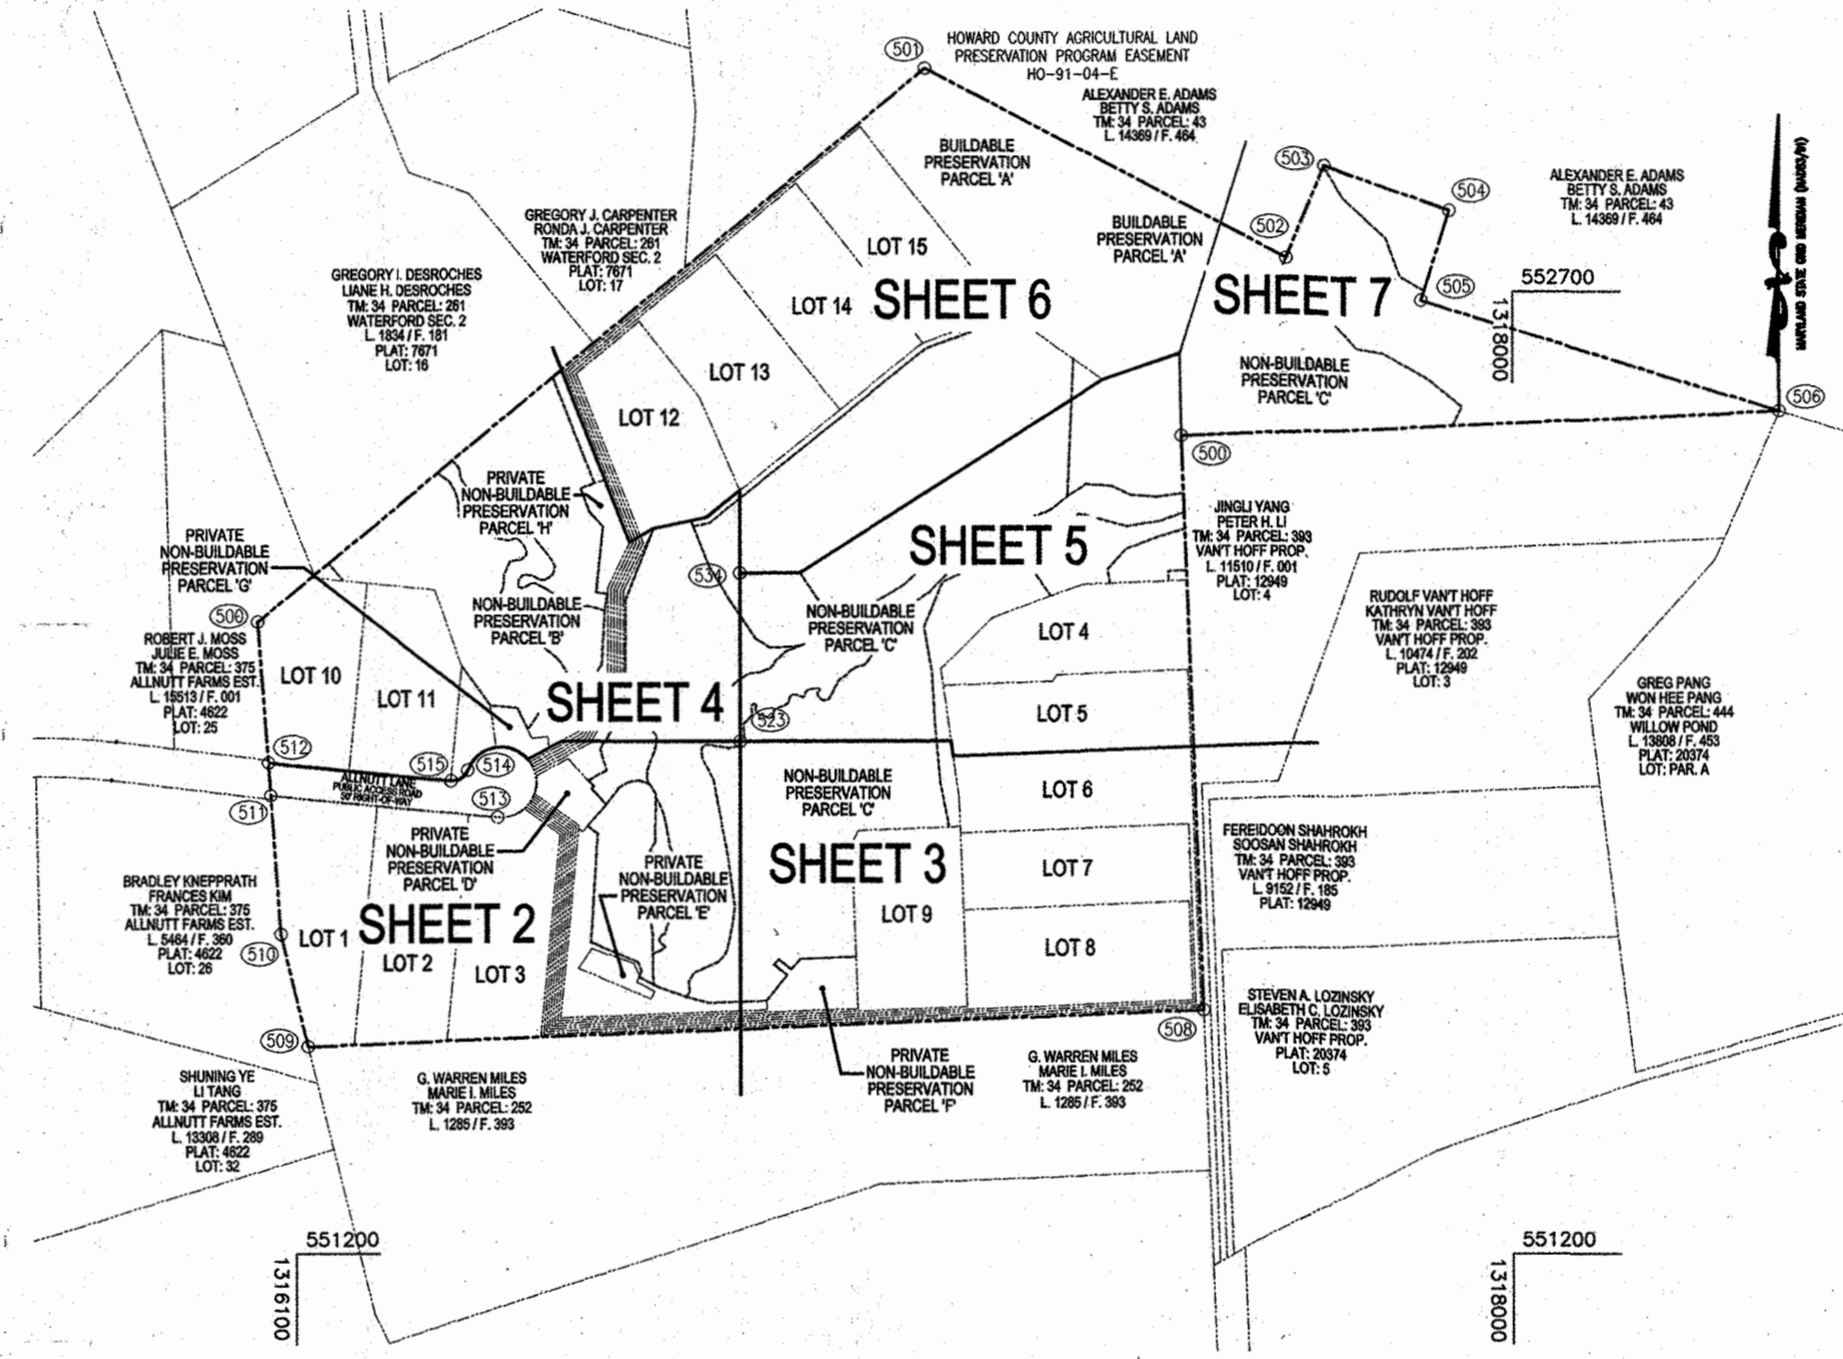 501
HOWARD COUNTY AGRICULTURAL LAND
PRESERVATION PROGRAM EASEMENT
HO-91-04-E
ALEXANDER E. ADAMS
BETTY S. ADAMS
TM: 34 PARCEL: 43
L. 14369 / F. 464
BUILDABLE
PRESERVATION
PARCEL 'A'
503
504
ALEXANDER E. ADAMS
BETTY S. ADAMS
TM: 34 PARCEL: 43
L. 14369 / F. 464
MARYLAND STATE GRID MERIDIAN (NAD83/91)
GREGORY J. CARPENTER
RONDA J. CARPENTER
TM: 34 PARCEL: 261
WATERFORD SEC. 2
PLAT: 7671
LOT: 17
BUILDABLE
PRESERVATION
PARCEL 'A'
502
LOT 15
GREGORY I. DESROCHES
LIANE H. DESROCHES
TM: 34 PARCEL: 261
WATERFORD SEC. 2
L. 1834 / F. 181
PLAT: 7671
LOT: 16
LOT 14
SHEET 6
SHEET 7
505
552700
1318000
LOT 13
NON-BUILDABLE
PRESERVATION
PARCEL 'C'
506
LOT 12
500
PRIVATE
NON-BUILDABLE
PRESERVATION
PARCEL 'H'
PRIVATE
NON-BUILDABLE
PRESERVATION
PARCEL 'G'
JINGLI YANG
PETER H. LI
TM: 34 PARCEL: 393
VAN'T HOFF PROP.
L. 11510 / F. 001
PLAT: 12949
LOT: 4
SHEET 5
534
500
NON-BUILDABLE
PRESERVATION
PARCEL 'B'
NON-BUILDABLE
PRESERVATION
PARCEL 'C'
RUDOLF VAN'T HOFF
KATHRYN VAN'T HOFF
TM: 34 PARCEL: 393
VAN'T HOFF PROP.
L. 10474 / F. 202
PLAT: 12949
LOT: 3
ROBERT J. MOSS
JULIE E. MOSS
TM: 34 PARCEL: 375
ALLNUTT FARMS EST.
L. 15513 / F. 001
PLAT: 4622
LOT: 25
LOT 4
LOT 10
LOT 11
SHEET 4
523
LOT 5
GREG PANG
WON HEE PANG
TM: 34 PARCEL: 444
WILLOW POND
L. 13808 / F. 453
PLAT: 20374
LOT: PAR. A
512
515
514
ALLNUTT LANE
PUBLIC ACCESS ROAD
50' RIGHT-OF-WAY
513
511
NON-BUILDABLE
PRESERVATION
PARCEL 'C'
LOT 6
PRIVATE
NON-BUILDABLE
PRESERVATION
PARCEL 'D'
PRIVATE
NON-BUILDABLE
PRESERVATION
PARCEL 'E'
SHEET 3
LOT 7
FEREIDOON SHAHROKH
SOOSAN SHAHROKH
TM: 34 PARCEL: 393
VAN'T HOFF PROP.
L. 9152 / F. 185
PLAT: 12949
BRADLEY KNEPPRATH
FRANCES KIM
TM: 34 PARCEL: 375
ALLNUTT FARMS EST.
L. 5464 / F. 360
PLAT: 4622
LOT: 26
510
LOT 1
SHEET 2
LOT 2
LOT 3
LOT 9
LOT 8
STEVEN A. LOZINSKY
ELISABETH C. LOZINSKY
TM: 34 PARCEL: 393
VAN'T HOFF PROP.
PLAT: 20374
LOT: 5
508
509
PRIVATE
NON-BUILDABLE
PRESERVATION
PARCEL 'F'
G. WARREN MILES
MARIE I. MILES
TM: 34 PARCEL: 252
L. 1285 / F. 393
SHUNING YE
LI TANG
TM: 34 PARCEL: 375
ALLNUTT FARMS EST.
L. 13308 / F. 289
PLAT: 4622
LOT: 32
G. WARREN MILES
MARIE I. MILES
TM: 34 PARCEL: 252
L. 1285 / F. 393
551200
1316100
551200
1318000